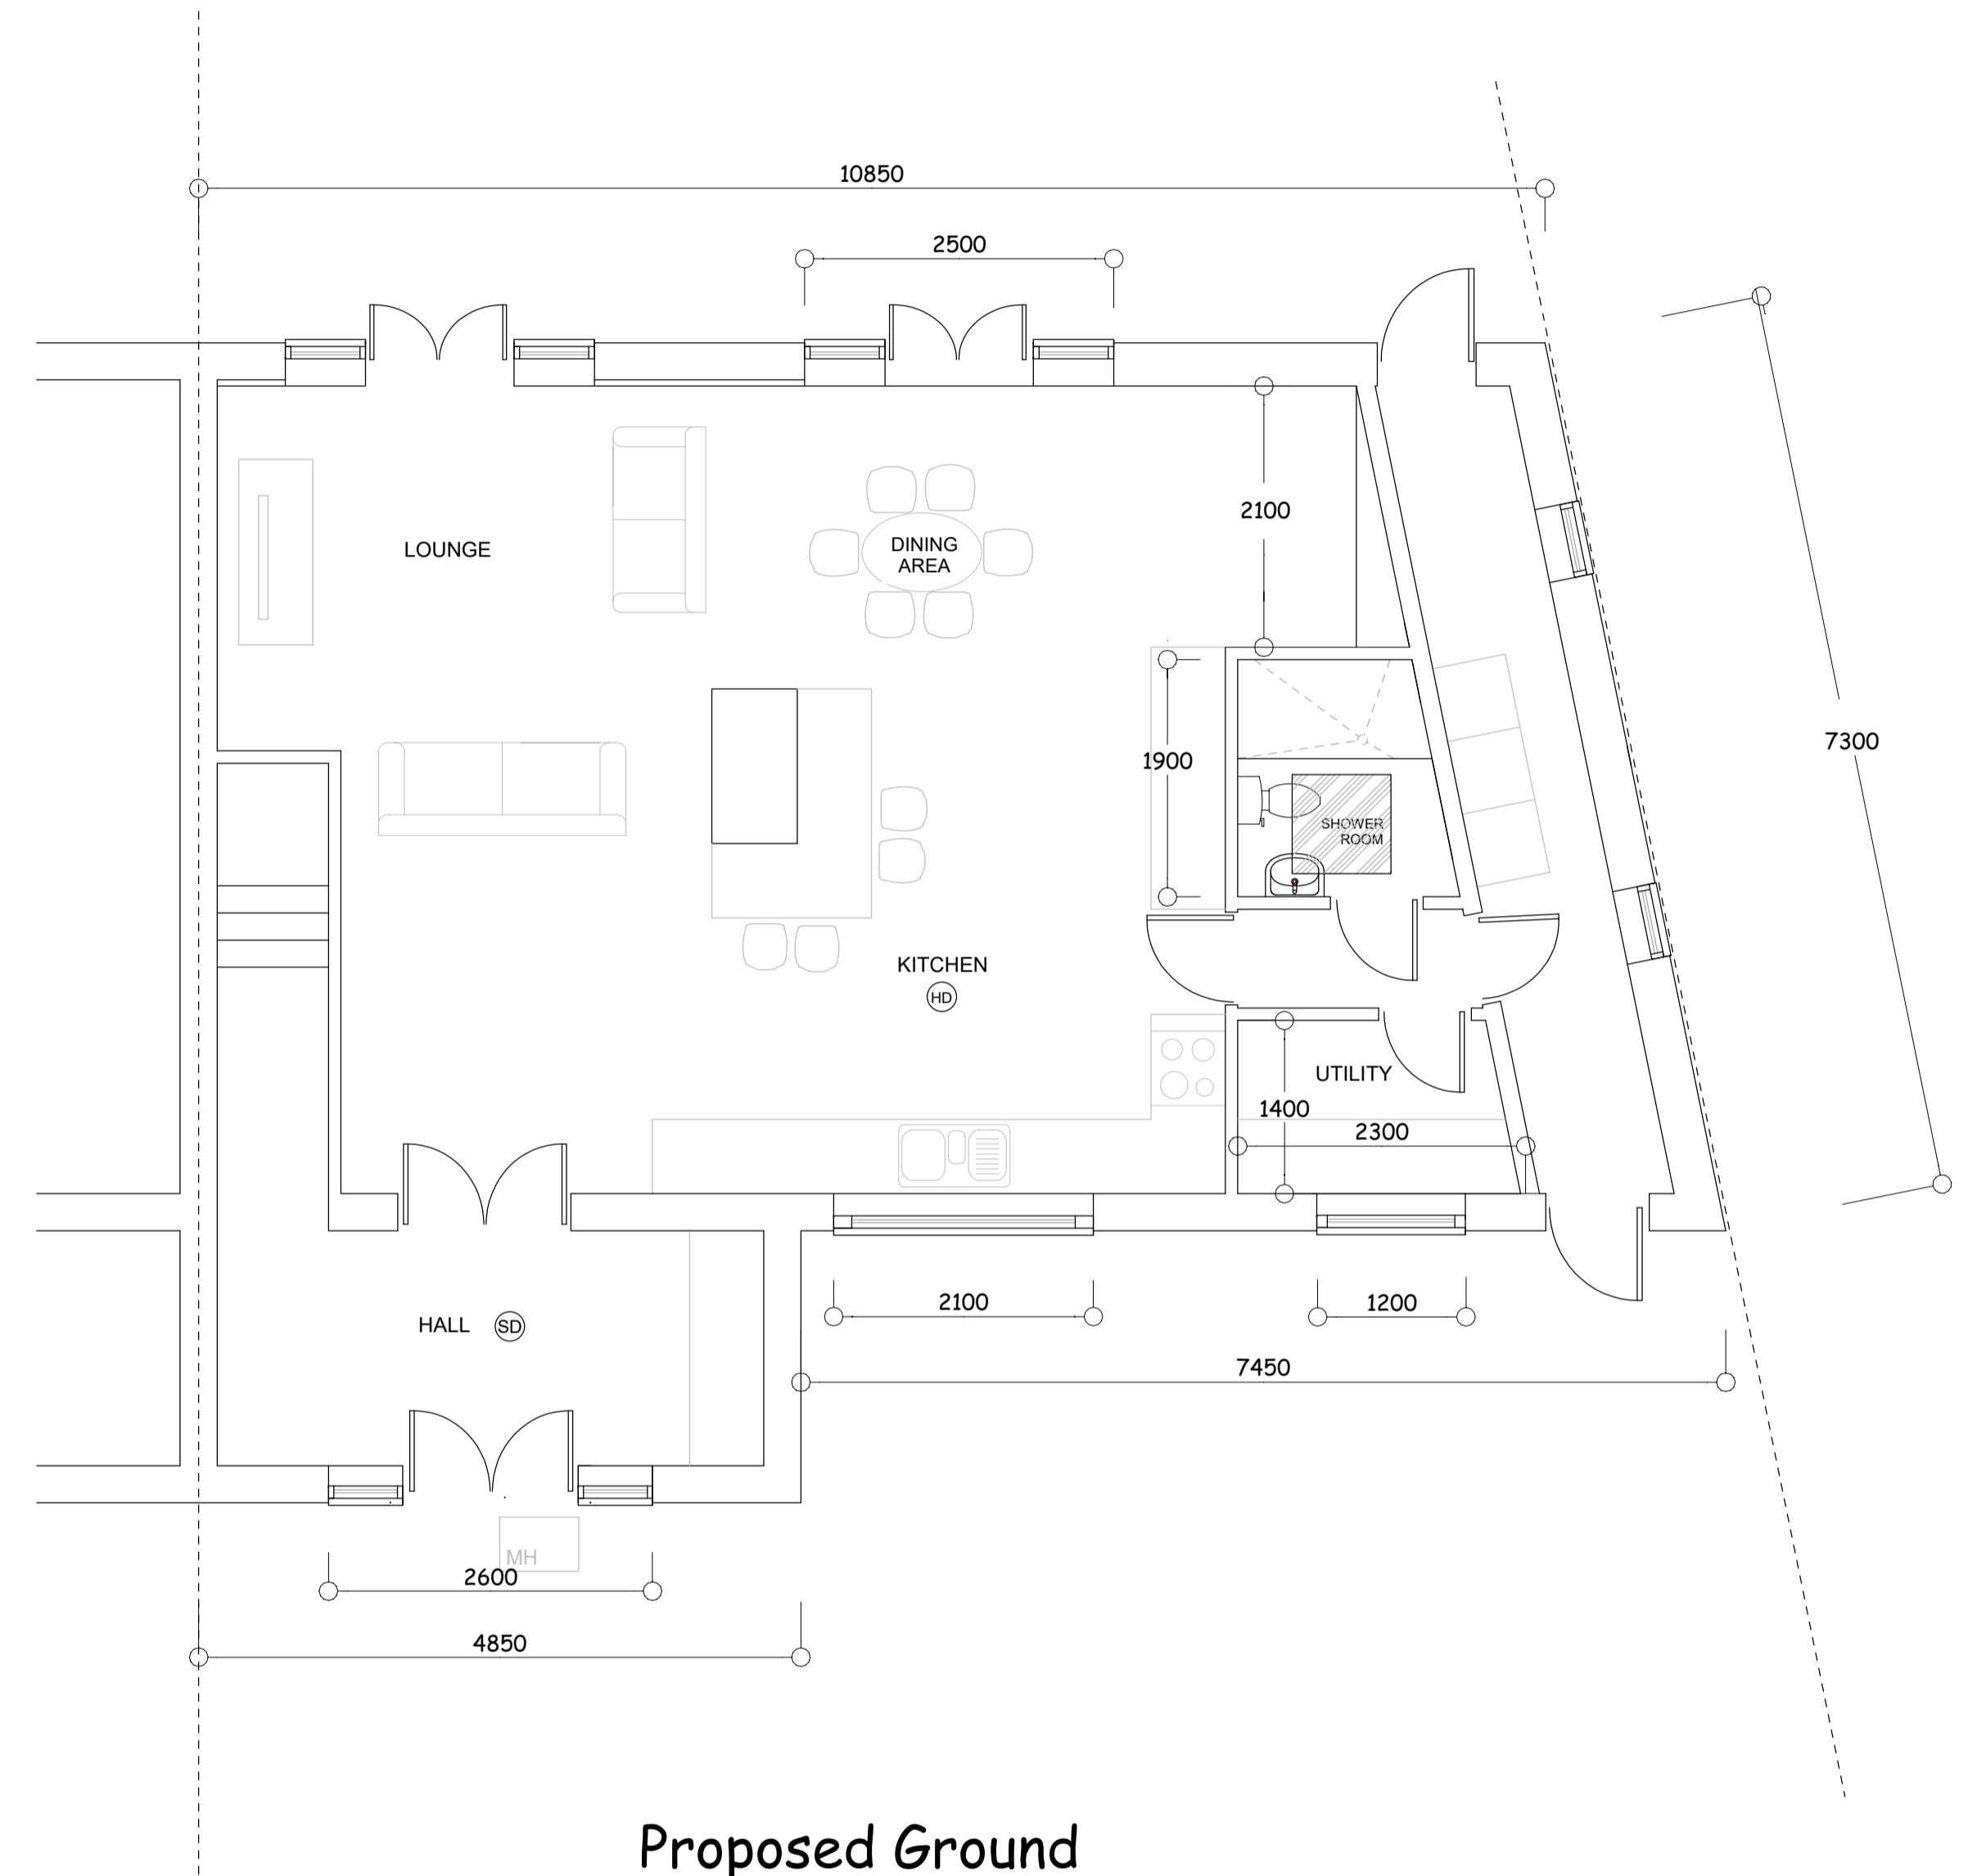 10850
2500
2100
LOUNGE
DINING
AREA
7300
1900
SHOWER
ROOM
KITCHEN
HD
UTILITY
1400
2300
2100
1200
HALL
SD
7450
MH
2600
4850
Proposed Ground